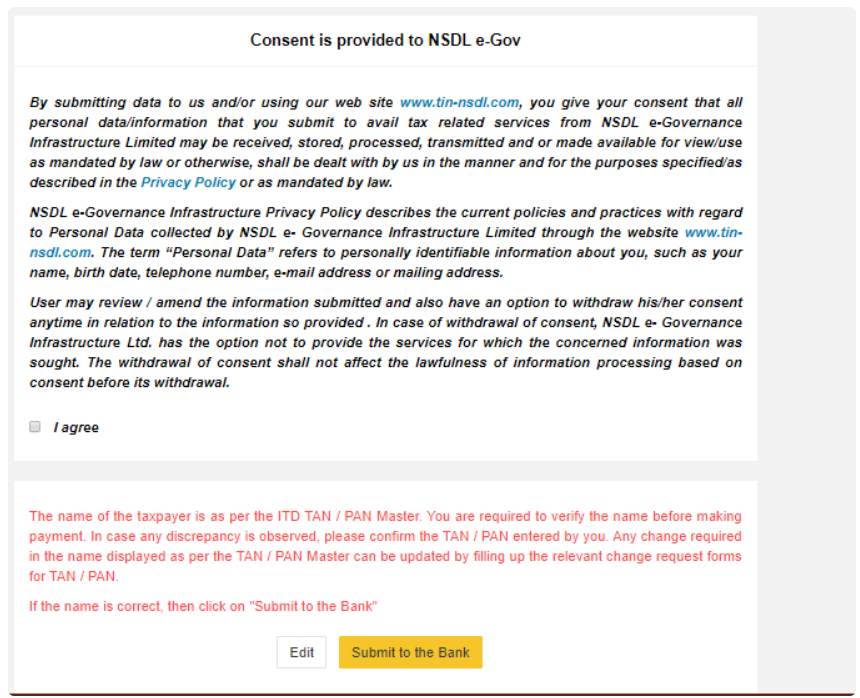 Consent is provided to NSDL e-Gov
By submitting data to us and/or using our web site www.tin-nsdl.com, you give your consent that all
personal data/information that you submit to avail tax related services from NSDL e-Governance
Infrastructure Limited may be received, stored, processed, transmitted and or made available for view/use
as mandated by law or otherwise, shall be dealt with by us in the manner and for the purposes specified/as
described in the Privacy Policy or as mandated by law.
NSDL e-Governance Infrastructure Privacy Policy describes the current policies and practices with regard
to Personal Data collected by NSDL e- Governance Infrastructure Limited through the website www.tin-
nsdl.com. The term “Personal Data” refers to personally identifiable information about you, such as your
name, birth date, telephone number, e-mail address or mailing address.
User may review / amend the information submitted and also have an option to withdraw his/her consent
anytime in relation to the information so provided . In case of withdrawal of consent, NSDL e- Governance
Infrastructure Ltd. has the option not to provide the services for which the concerned information was
sought. The withdrawal of consent shall not affect the lawfulness of information processing based on
consent before its withdrawal.
I agree
The name of the taxpayer is as per the ITD TAN / PAN Master. You are required to verify the name before making
payment. In case any discrepancy is observed, please confirm the TAN / PAN entered by you. Any change required
in the name displayed as per the TAN / PAN Master can be updated by filling up the relevant change request forms
for TAN / PAN.
If the name is correct, then click on "Submit to the Bank"
Edit Submit to the Bank